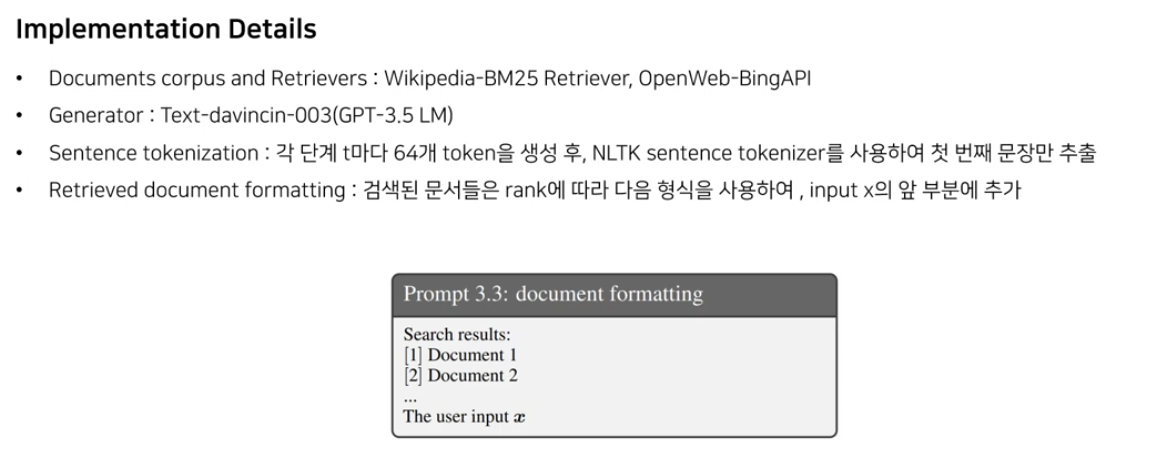 Implementation Details
• Documents corpus and Retrievers : Wikipedia-BM25 Retriever, OpenWeb-BingAPI
• Generator : Text-davincin-003(GPT-3.5 LM)
• Sentence tokenization : 각 단계 t마다 64개 token을 생성 후, NLTK sentence tokenizer를 사용하여 첫 번째 문장만 추출
• Retrieved document formatting : 검색된 문서들은 rank에 따라 다음 형식을 사용하여 , input x의 앞 부분에 추가
Prompt 3.3: document formatting
Search results:
[1] Document 1
[2] Document 2
...
The user input x